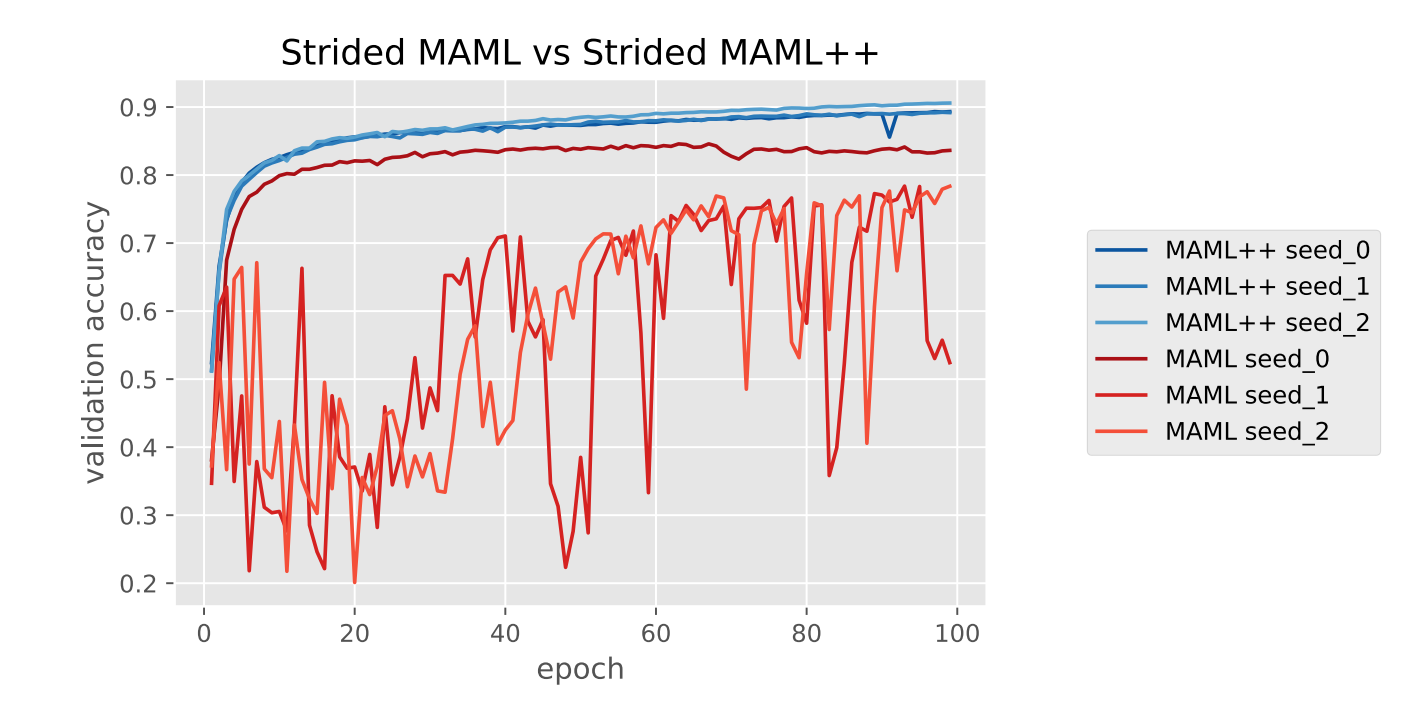 Strided MAML vs Strided MAML++
validation accuracy
0.9
0.8
0.7
0.6
0.5
0.4
0.3
0.2
0 20 40 60 80 100
epoch
MAML++ seed_0
MAML++ seed_1
MAML++ seed_2
MAML seed_0
MAML seed_1
MAML seed_2